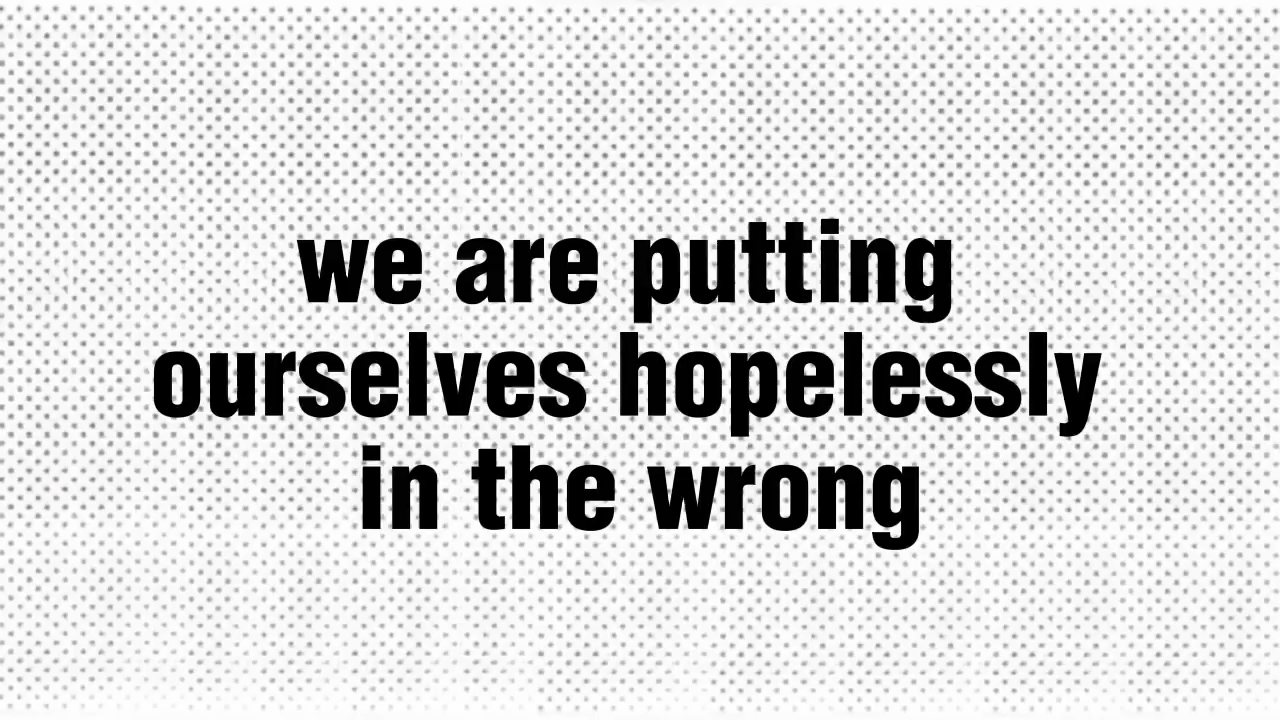 we are putting
ourselves hopelessly
in the wrong